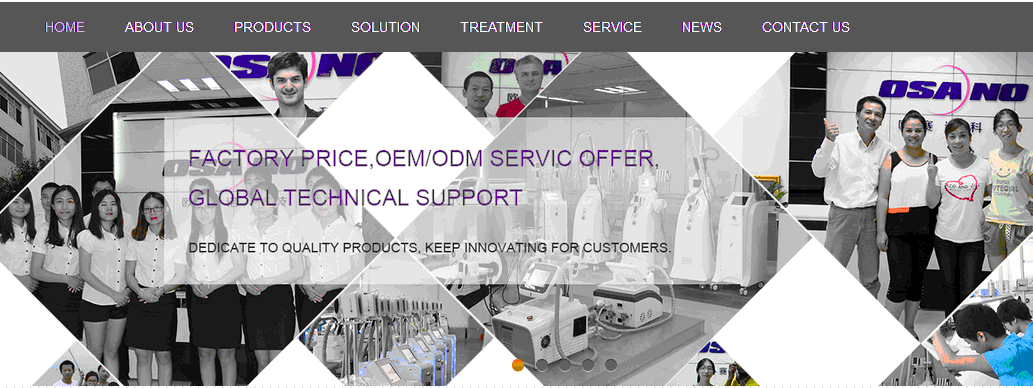 HOME ABOUT US PRODUCTS SOLUTION TREATMENT SERVICE NEWS CONTACT US
OSANO
OSANO
FACTORY PRICE,OEM/ODM SERVIC OFFER,
GLOBAL TECHNICAL SUPPORT
DEDICATE TO QUALITY PRODUCTS, KEEP INNOVATING FOR CUSTOMERS.